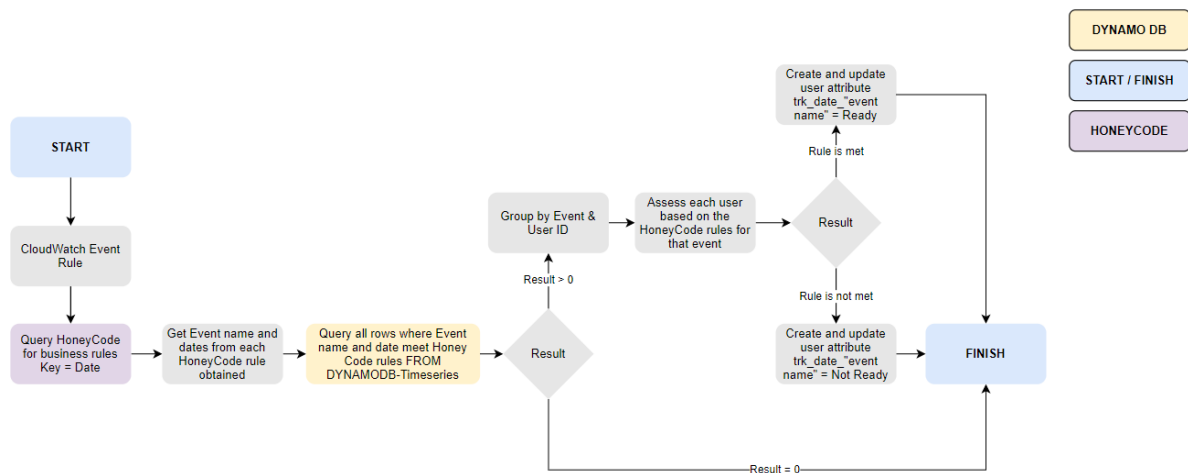 DYNAMO DB
START / FINISH
HONEYCODE
START
CloudWatch Event
Rule
Query HoneyCode
for business rules
Key = Date
Get Event name and
dates from each
HoneyCode rule
obtained
Query all rows where Event
name and date meet Honey
Code rules FROM
DYNAMODB-Timeseries
Result
Result > 0
Group by Event &
User ID
Assess each user
based on the
HoneyCode rules for
that event
Result
Rule is met
Create and update
user attribute
trk_date_"event
name" = Ready
Rule is not met
Create and update
user attribute
trk_date_"event
name" = Not Ready
FINISH
Result = 0